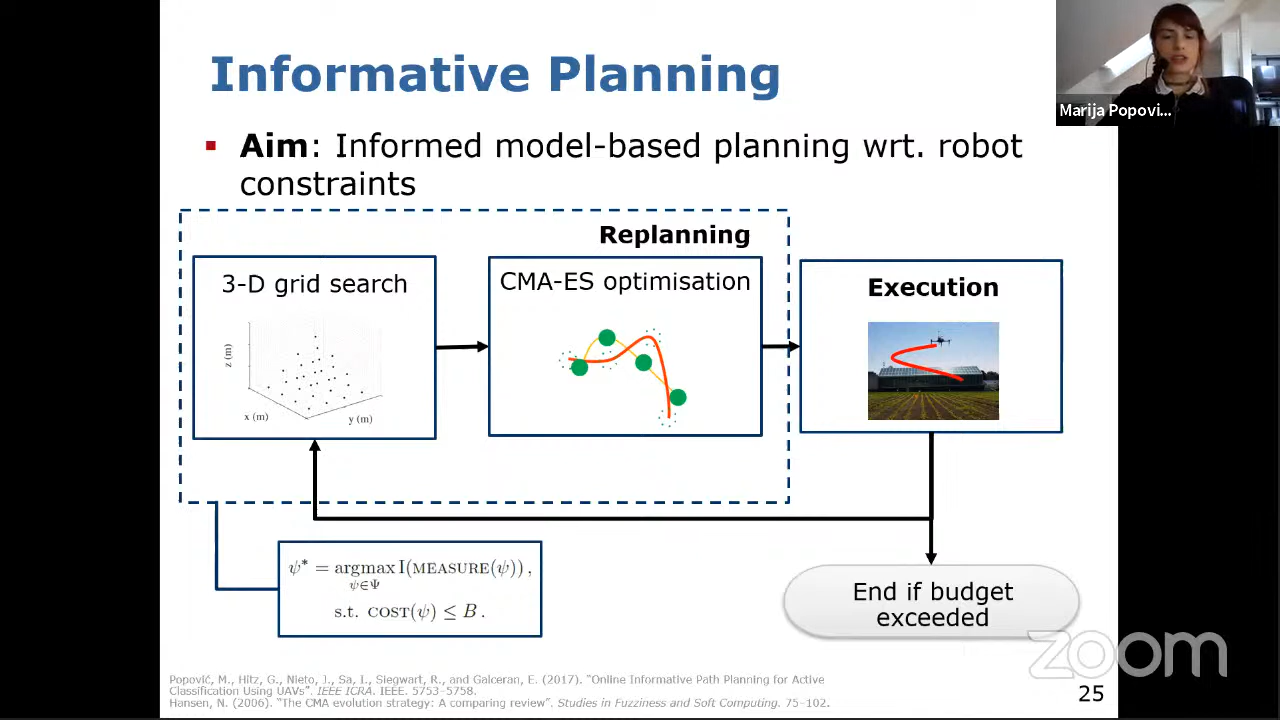 Informative Planning
Marija Popovi...
▪ Aim: Informed model-based planning wrt. robot
constraints
Replanning
3-D grid search
z (m)
x (m)
y (m)
CMA-ES optimisation
Execution
ψ* = argmax I(MEASURE(ψ)),
ψ∈Ψ
s.t. COST(ψ) ≤ B.
End if budget
exceeded
zoom
Popović, M., Hitz, G., Nieto, J., Sa, I., Siegwart, R., and Galceran, E. (2017). "Online Informative Path Planning for Active
Classification Using UAVs". IEEE ICRA. IEEE. 5753-5758.
Hansen, N. (2006). "The CMA evolution strategy: A comparing review". Studies in Fuzziness and Soft Computing. 75-102.
25